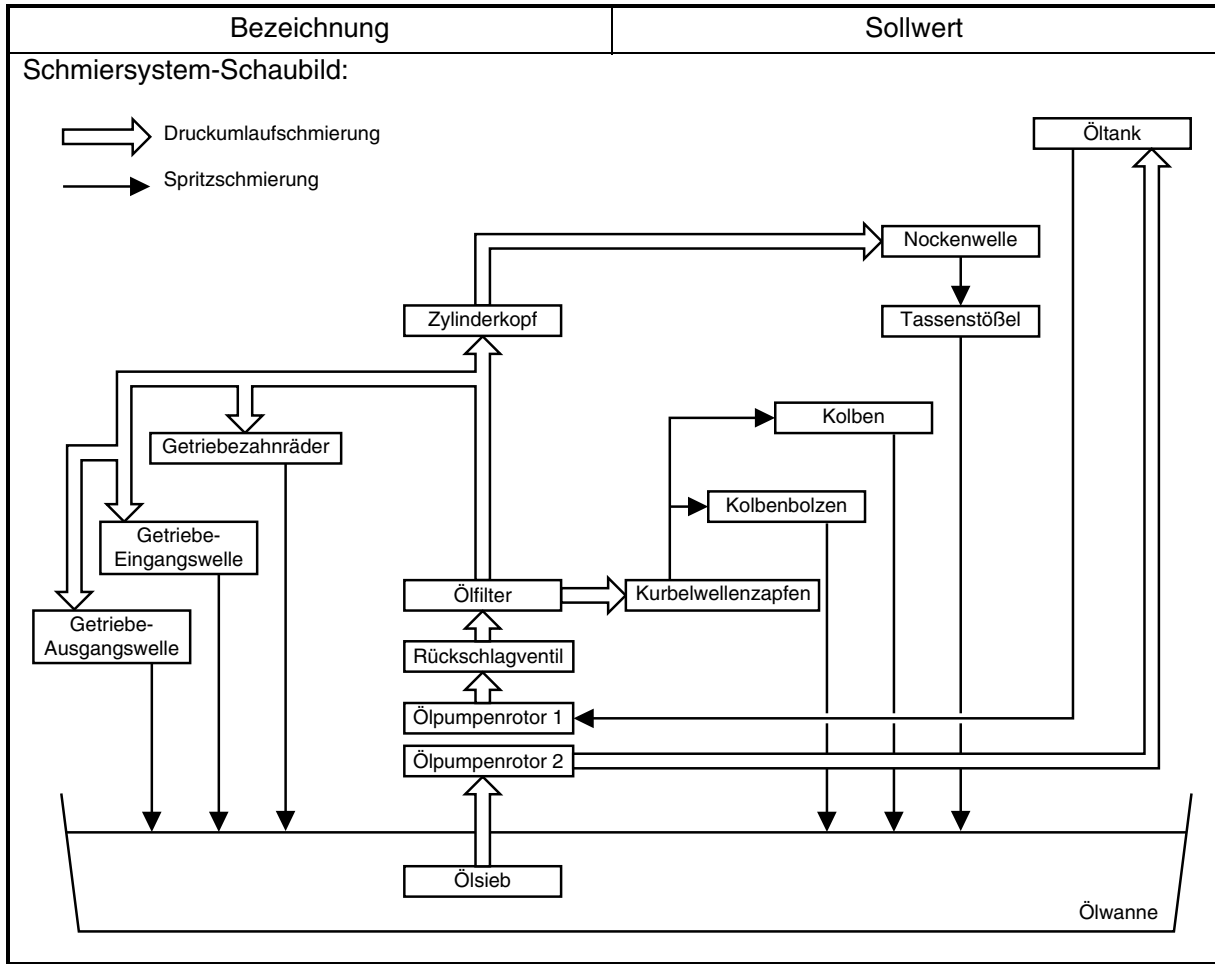 Bezeichnung
Sollwert
Schmiersystem-Schaubild:
Druckumlaufschmierung
Spritzschmierung
Öltank
Nockenwelle
Zylinderkopf
Tassenstößel
Kolben
Getriebezahnräder
Kolbenbolzen
Getriebe-
Eingangswelle
Ölfilter
Kurbelwellenzapfen
Getriebe-
Ausgangswelle
Rückschlagventil
Ölpumpenrotor 1
Ölpumpenrotor 2
Ölsieb
Ölwanne